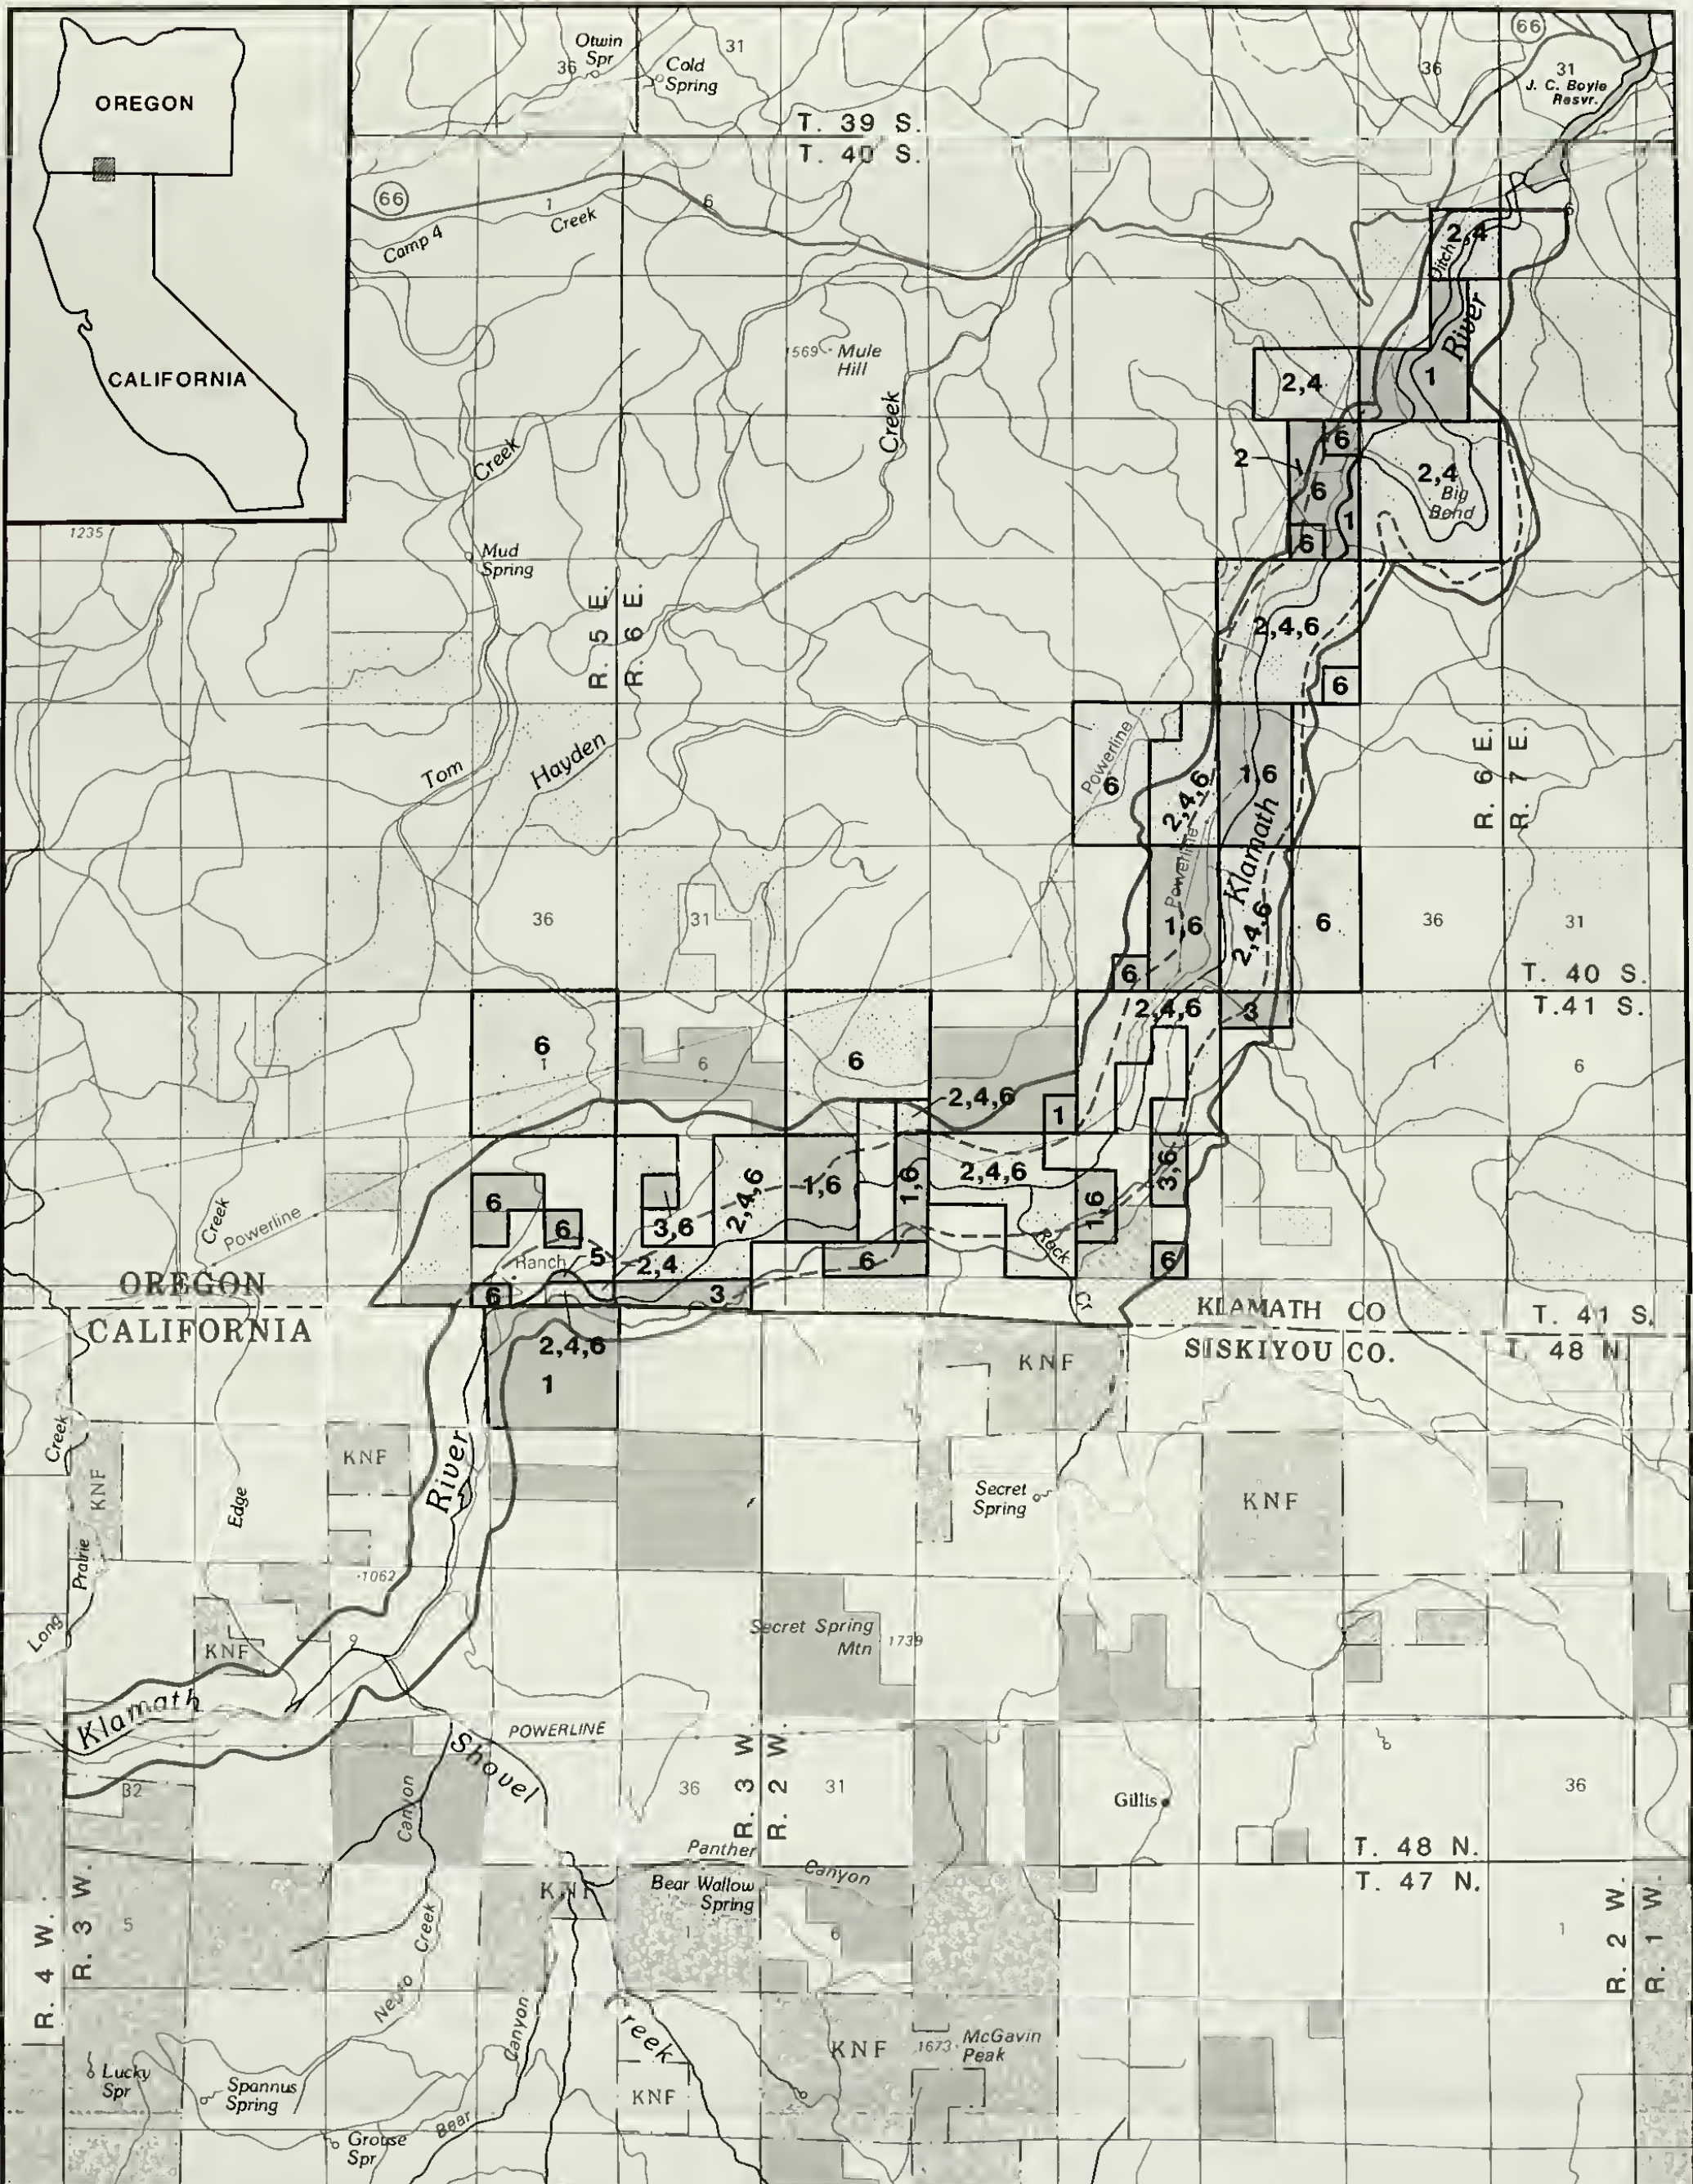 OREGON
CALIFORNIA
Otwin
Spr
36
31
Cold
Spring
66
36
31
J. C. Boyle
Resvr.
T. 39 S.
T. 40 S.
66
1
6
Camp 4
Creek
6
2,4
Ditch
River
1569
Mule
Hill
2,4
1
Creek
Creek
6
2
6
1
6
2,4
Big
Bend
1235
Mud
Spring
R. 5 E.
R. 6 E.
2,4,6
6
Tom
Hayden
Powerline
6
2,4,6
1,6
Klamath
Powerline
R. 6 E.
R. 7 E.
36
31
1,6
2,4,6
6
36
31
6
T. 40 S.
T.41 S.
2,4,6
3
6
1
6
6
2,4,6
1
1
6
6
3,6
2,4,6
1,6
1,6
2,4,6
1,6
3,6
Creek
Powerline
6
Ranch
5
2,4
6
Rock
Cr
6
6
3
OREGON
CALIFORNIA
KLAMATH CO
SISKIYOU CO.
T. 41 S.
T. 48 N.
2,4,6
1
KNF
Creek
KNF
KNF
River
Edge
Secret
Spring
KNF
Prairie
1062
Long
KNF
9
Secret Spring
Mtn
1739
Klamath
Shovel
POWERLINE
32
Canyon
36
R. 3 W.
R. 2 W.
31
Gillis
36
Panther
Canyon
T. 48 N.
T. 47 N.
R. 4 W.
R. 3 W.
5
KNF
Bear Wallow
Spring
1
6
1
R. 2 W.
R. 1 W.
Creek
Canyon
Creek
KNF
1673
McGavin
Peak
Lucky
Spr
Spannus
Spring
KNF
Grouse
Spr
Bear